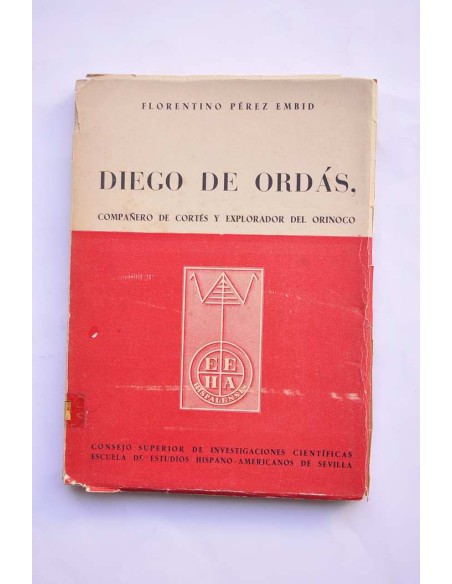 FLORENTINO PÉREZ EMBID
DIEGO DE ORDÁS,
COMPAÑERO DE CORTÉS Y EXPLORADOR DEL ORINOCO
EE
HA
HISPALENSIS
CONSEJO SUPERIOR DE INVESTIGACIONES CIENTÍFICAS
ESCUELA DE ESTUDIOS HISPANO-AMERICANOS DE SEVILLA